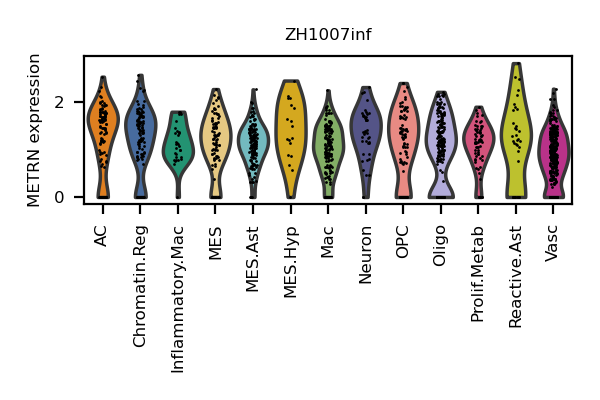 ZH1007inf
METRN expression
2
0
AC
Chromatin.Reg
Inflammatory.Mac
MES
MES.Ast
MES.Hyp
Mac
Neuron
OPC
Oligo
Prolif.Metab
Reactive.Ast
Vasc